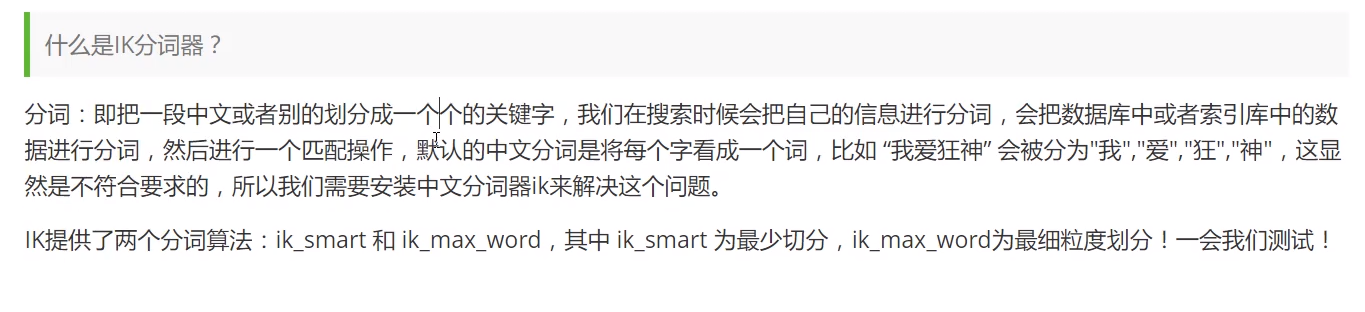 什么是IK分词器？
分词：即把一段中文或者别的划分成一个个的关键字，我们在搜索时候会把自己的信息进行分词，会把数据库中或者索引库中的数
据进行分词，然后进行一个匹配操作，默认的中文分词是将每个字看成一个词，比如 “我爱狂神” 会被分为"我","爱","狂","神"，这显
然是不符合要求的，所以我们需要安装中文分词器ik来解决这个问题。
IK提供了两个分词算法：ik_smart 和 ik_max_word，其中 ik_smart 为最少切分，ik_max_word为最细粒度划分！一会我们测试！